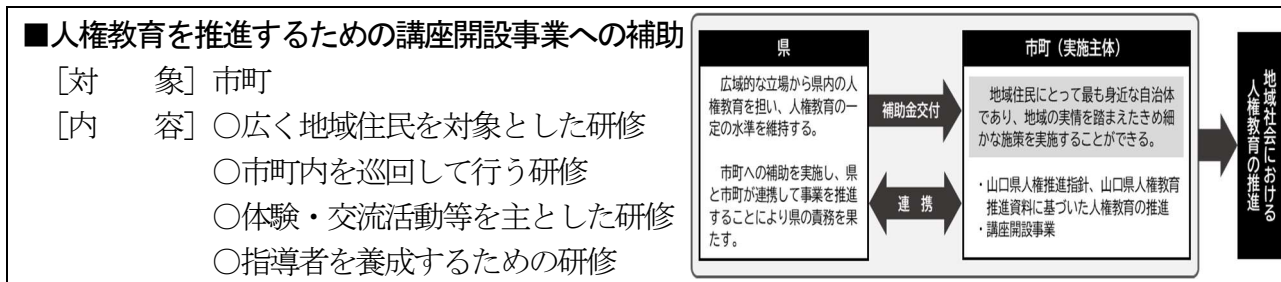 ■人権教育を推進するための講座開設事業への補助
［対　　象］市町
［内　　容］○広く地域住民を対象とした研修
○市町内を巡回して行う研修
○体験・交流活動等を主とした研修
○指導者を養成するための研修
県
広域的な立場から県内の人
権教育を担い、人権教育の一
定の水準を維持する。
市町への補助を実施し、県
と市町が連携して事業を推進
することにより県の責務を果
たす。
補助金交付
連　携
市町（実施主体）
地域住民にとって最も身近な自治体
であり、地域の実情を踏まえたきめ細
かな施策を実施することができる。
・山口県人権推進指針、山口県人権教育
推進資料に基づいた人権教育の推進
・講座開設事業
地域社会における
人権教育の推進